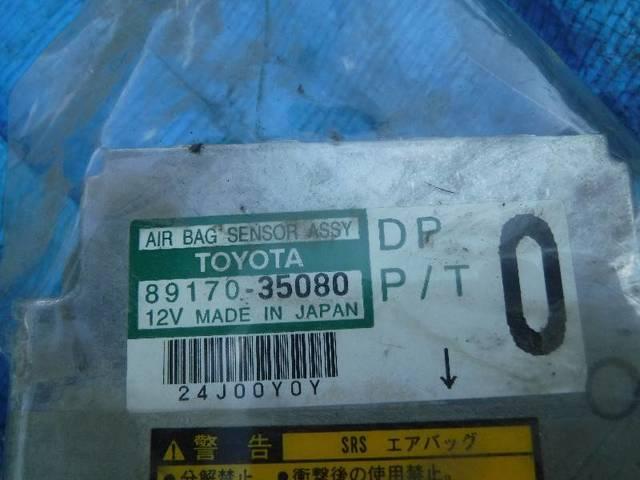 AIR BAG SENSOR ASSY
TOYOTA
89170-35080
12V MADE IN JAPAN
DP
P/T
0
24J00Y0Y
警告
SRS エアバッグ
●分解禁止 ●衝撃後の使用禁止.